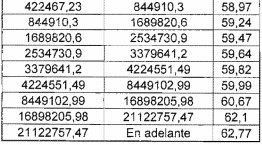 422467,23 844910,3 58,97
844910,3 1689820,6 59,24
1689820,6 2534730,9 59,47
2534730,9 3379641,2 59,64
3379641,2 4224551,49 59,82
4224551,49 8449102,99 59,99
8449102,99 16898205,98 60,67
16898205,98 21122757,47 62,1
21122757,47 En adelante 62,77